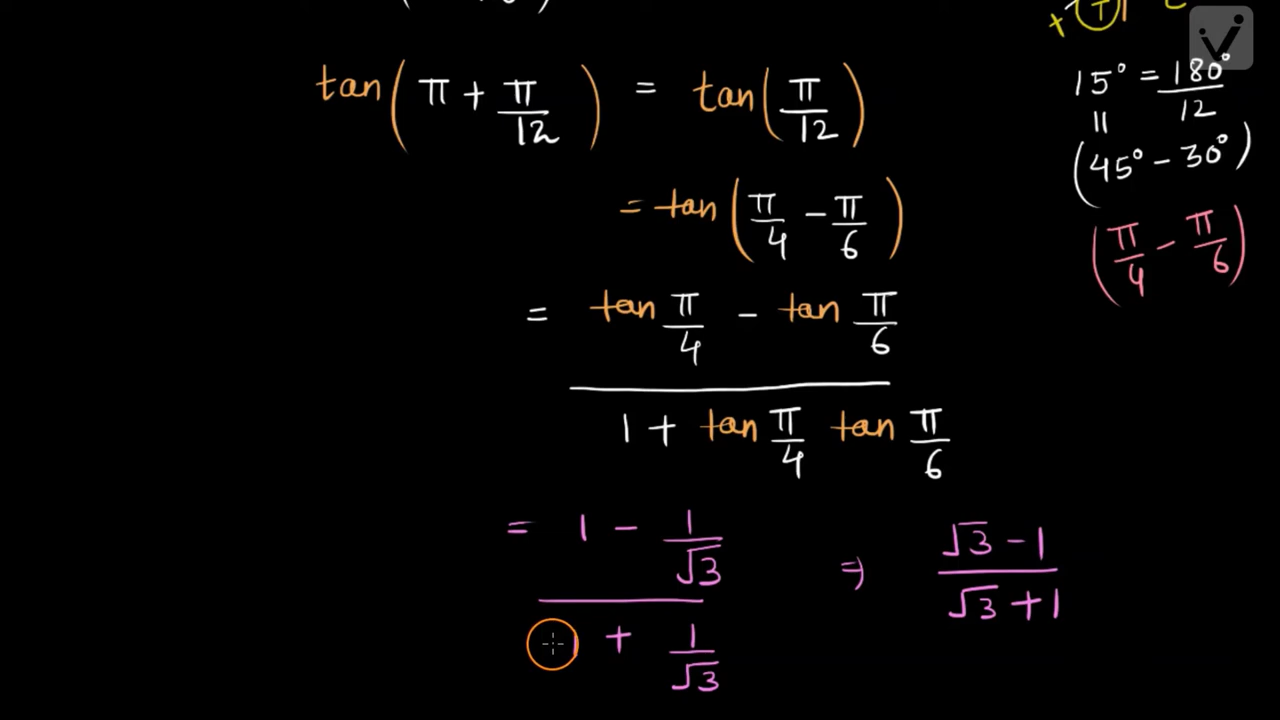 tan(π + π/12) = tan(π/12)
= tan(π/4 − π/6)
= tan π/4 − tan π/6
1 + tan π/4 tan π/6
= 1 − 1/√3
1 + 1/√3
⇒ √3 − 1
√3 + 1
+ T
15° = 180°/12
||
(45° − 30°)
(π/4 − π/6)